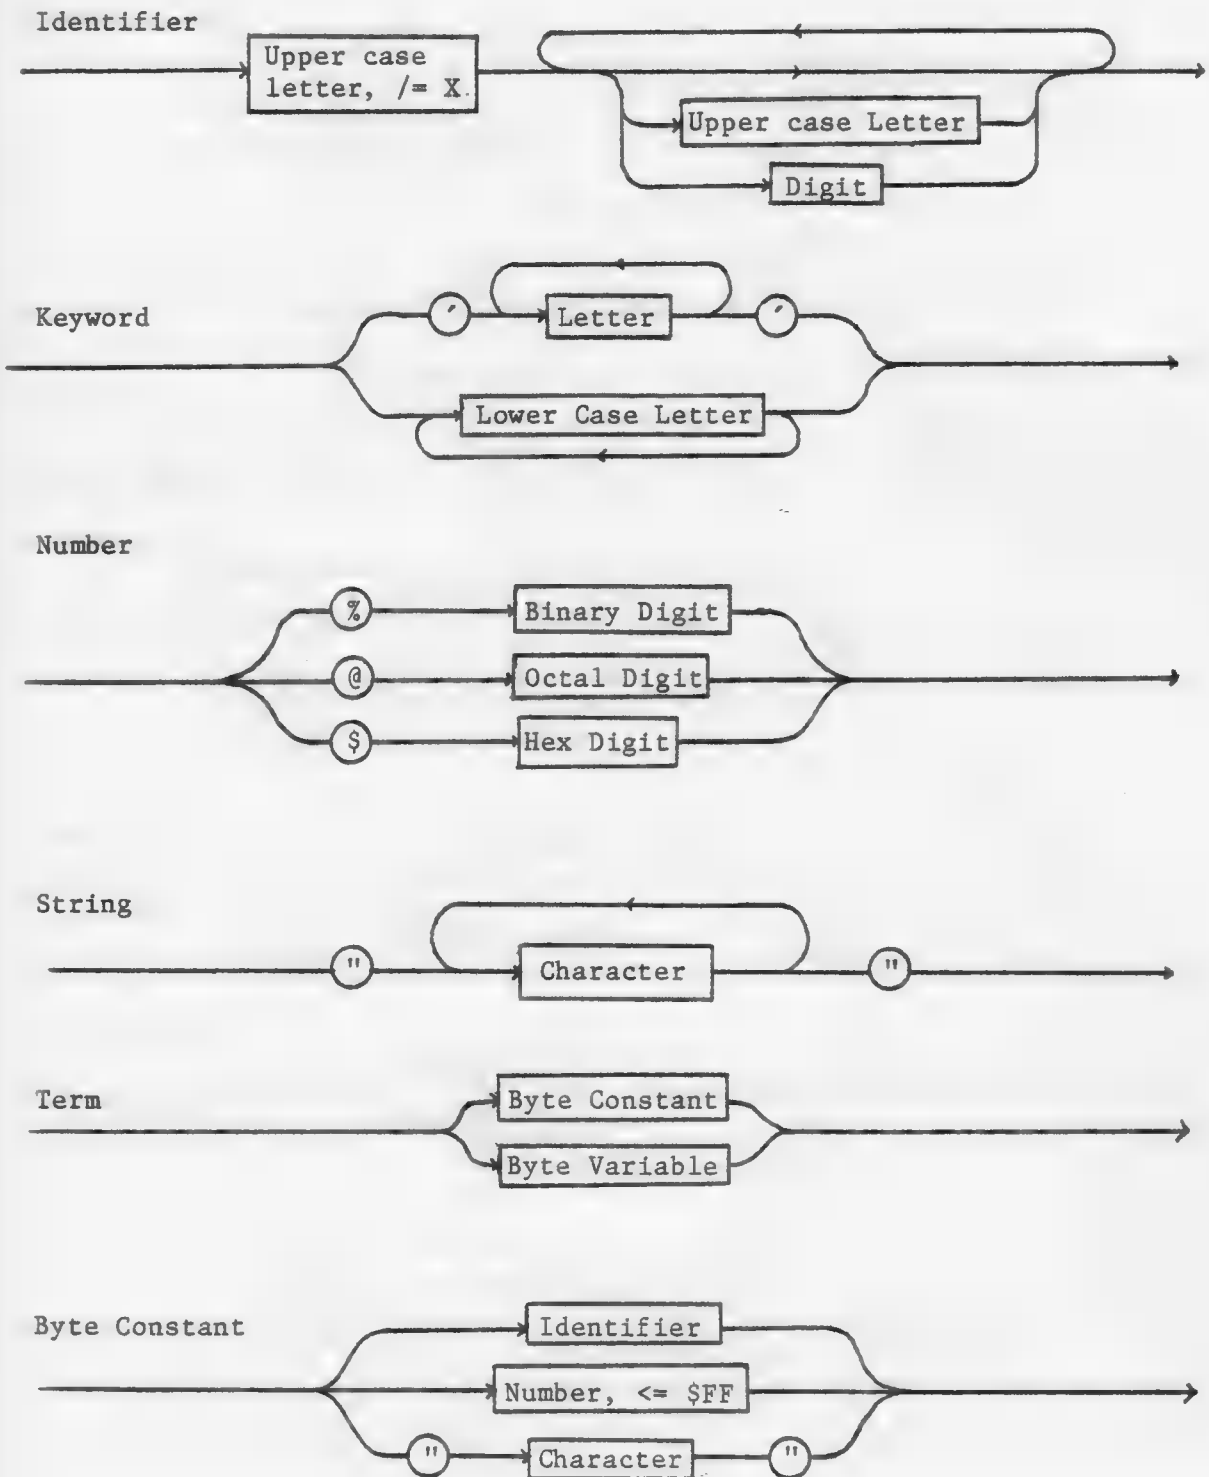 Identifier
Upper case
letter, /= X
Upper case Letter
Digit
Keyword
' Letter '
Lower Case Letter
Number
% Binary Digit
@ Octal Digit
$ Hex Digit
String
" Character "
Term
Byte Constant
Byte Variable
Byte Constant
Identifier
Number, <= $FF
" Character "